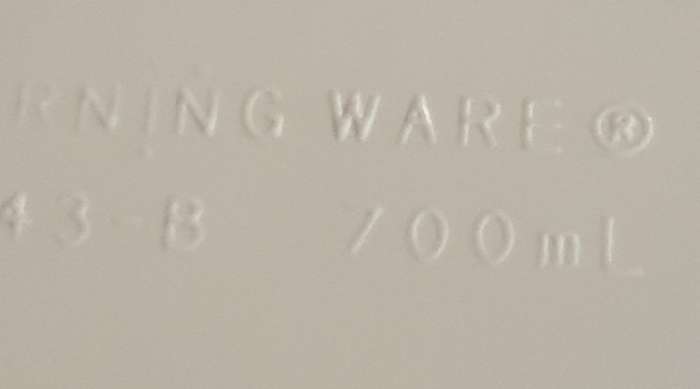 RNING WARE®
43-B 700mL